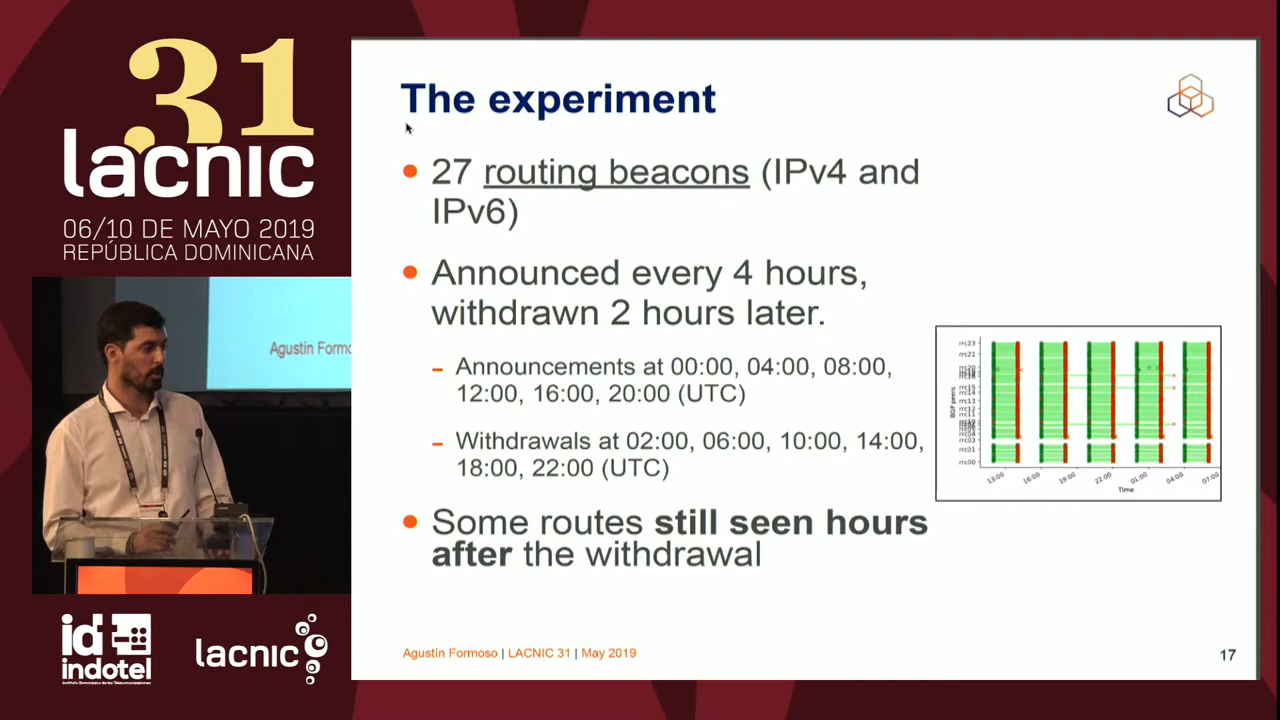 31
lacnic
06/10 DE MAYO 2019
REPÚBLICA DOMINICANA
Agustín Formo
id
indotel
lacnic
The experiment
27 routing beacons (IPv4 and
IPv6)
Announced every 4 hours,
withdrawn 2 hours later.
- Announcements at 00:00, 04:00, 08:00,
12:00, 16:00, 20:00 (UTC)
- Withdrawals at 02:00, 06:00, 10:00, 14:00,
18:00, 22:00 (UTC)
Some routes still seen hours
after the withdrawal
BGP peers
rrc23
rrc21
rrc20
rrc15
rrc14
rrc13
rrc12
rrc11
rrc04
rrc03
rrc01
rrc00
13:00
16:00
19:00
22:00
01:00
04:00
07:00
Time
Agustín Formoso | LACNIC 31 | May 2019
17